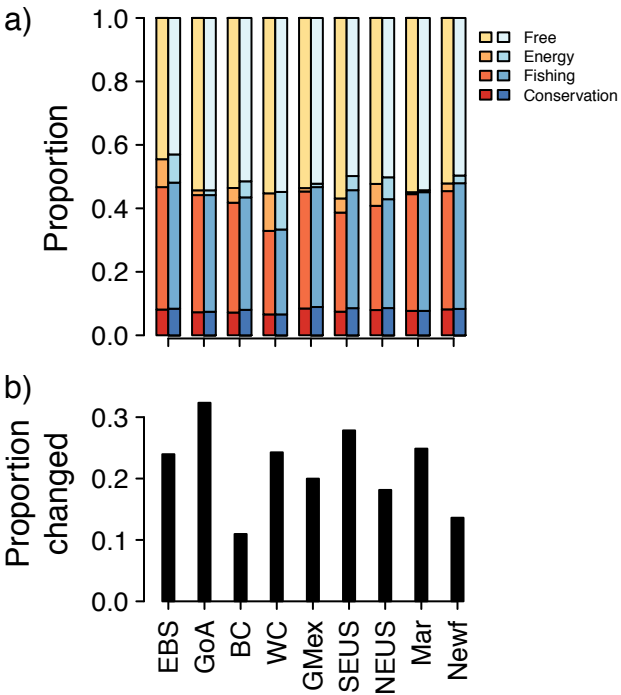 a)
Proportion
1.0
0.8
0.6
0.4
0.2
0.0
Free
Energy
Fishing
Conservation
b)
Proportion
changed
0.3
0.2
0.1
0.0
EBS
GoA
BC
WC
GMex
SEUS
NEUS
Mar
Newf